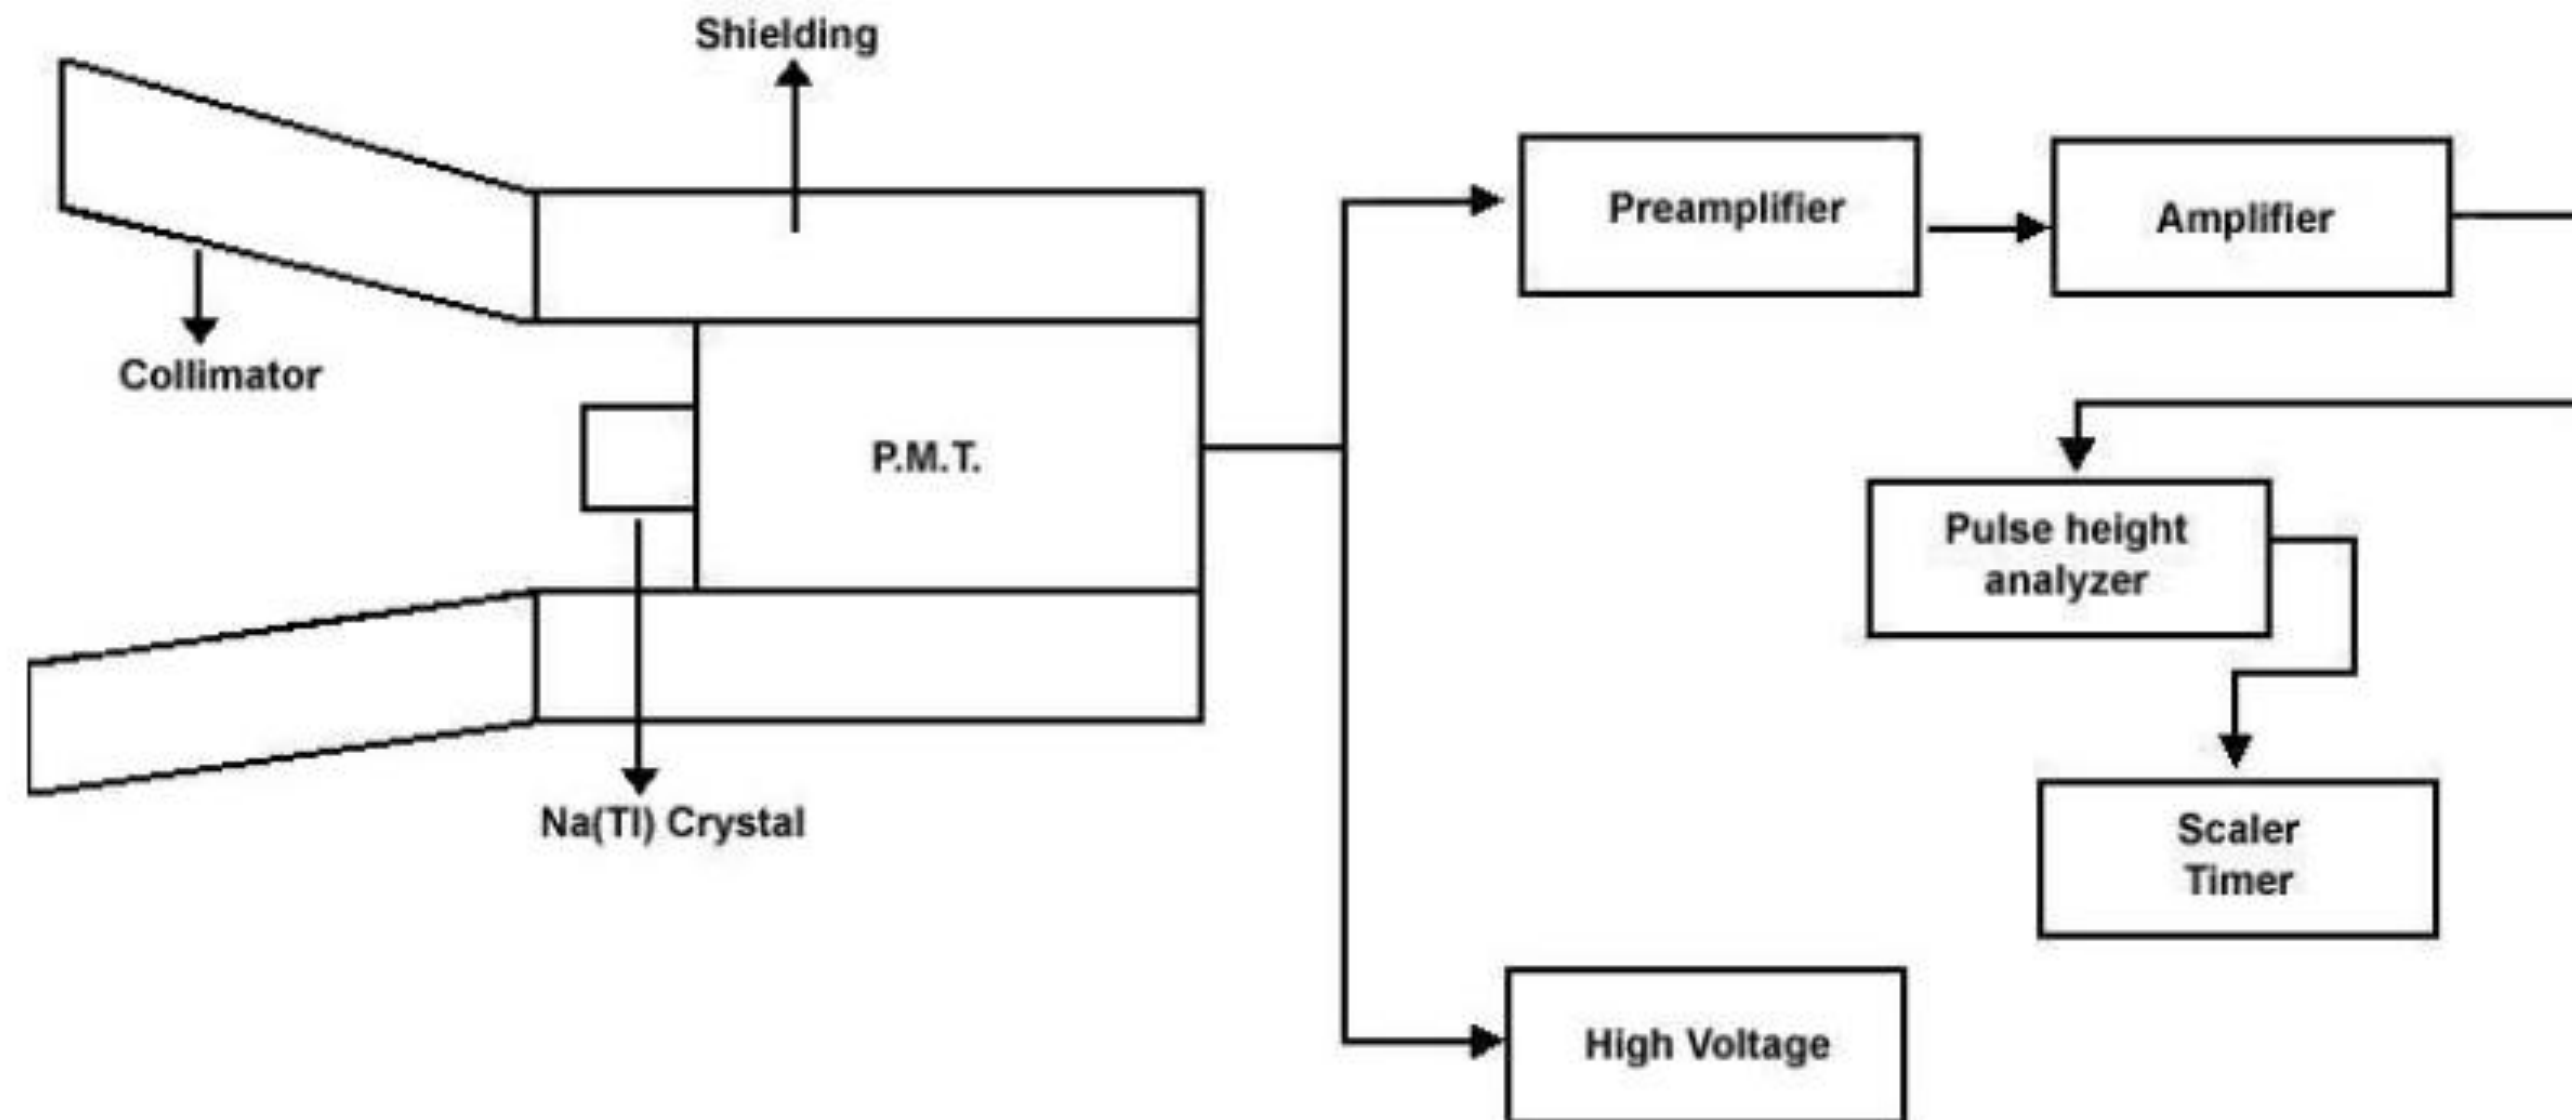 Shielding
Collimator
P.M.T.
Na(Tl) Crystal
Preamplifier
Amplifier
Pulse height
analyzer
Scaler
Timer
High Voltage